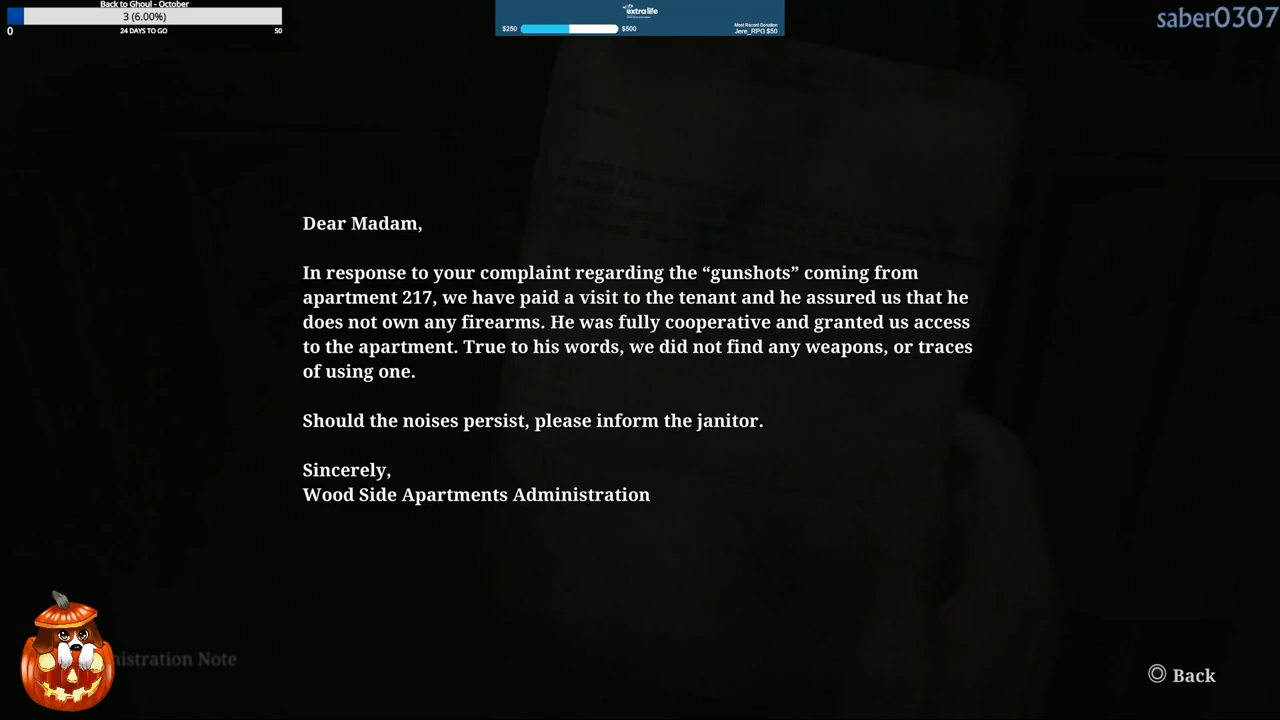 Back to Ghoul - October
3 (6.00%)
0
24 DAYS TO GO
50
extralife
$250
$500
Most Recent Donation
Jere_RPG $50
saber0307
Dear Madam,
In response to your complaint regarding the “gunshots” coming from
apartment 217, we have paid a visit to the tenant and he assured us that he
does not own any firearms. He was fully cooperative and granted us access
to the apartment. True to his words, we did not find any weapons, or traces
of using one.
Should the noises persist, please inform the janitor.
Sincerely,
Wood Side Apartments Administration
nistration Note
Back